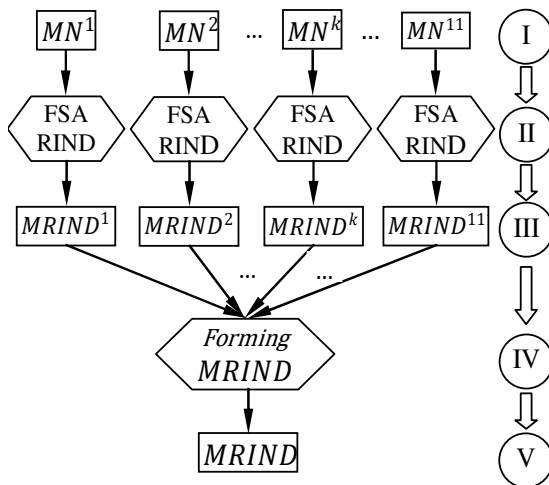 MN¹ MN² ... MNᵏ ... MN¹¹ I
FSA FSA FSA FSA
RIND RIND RIND RIND II
MRIND¹ MRIND² MRINDᵏ MRIND¹¹ III
... ...
Forming
MRIND IV
MRIND V